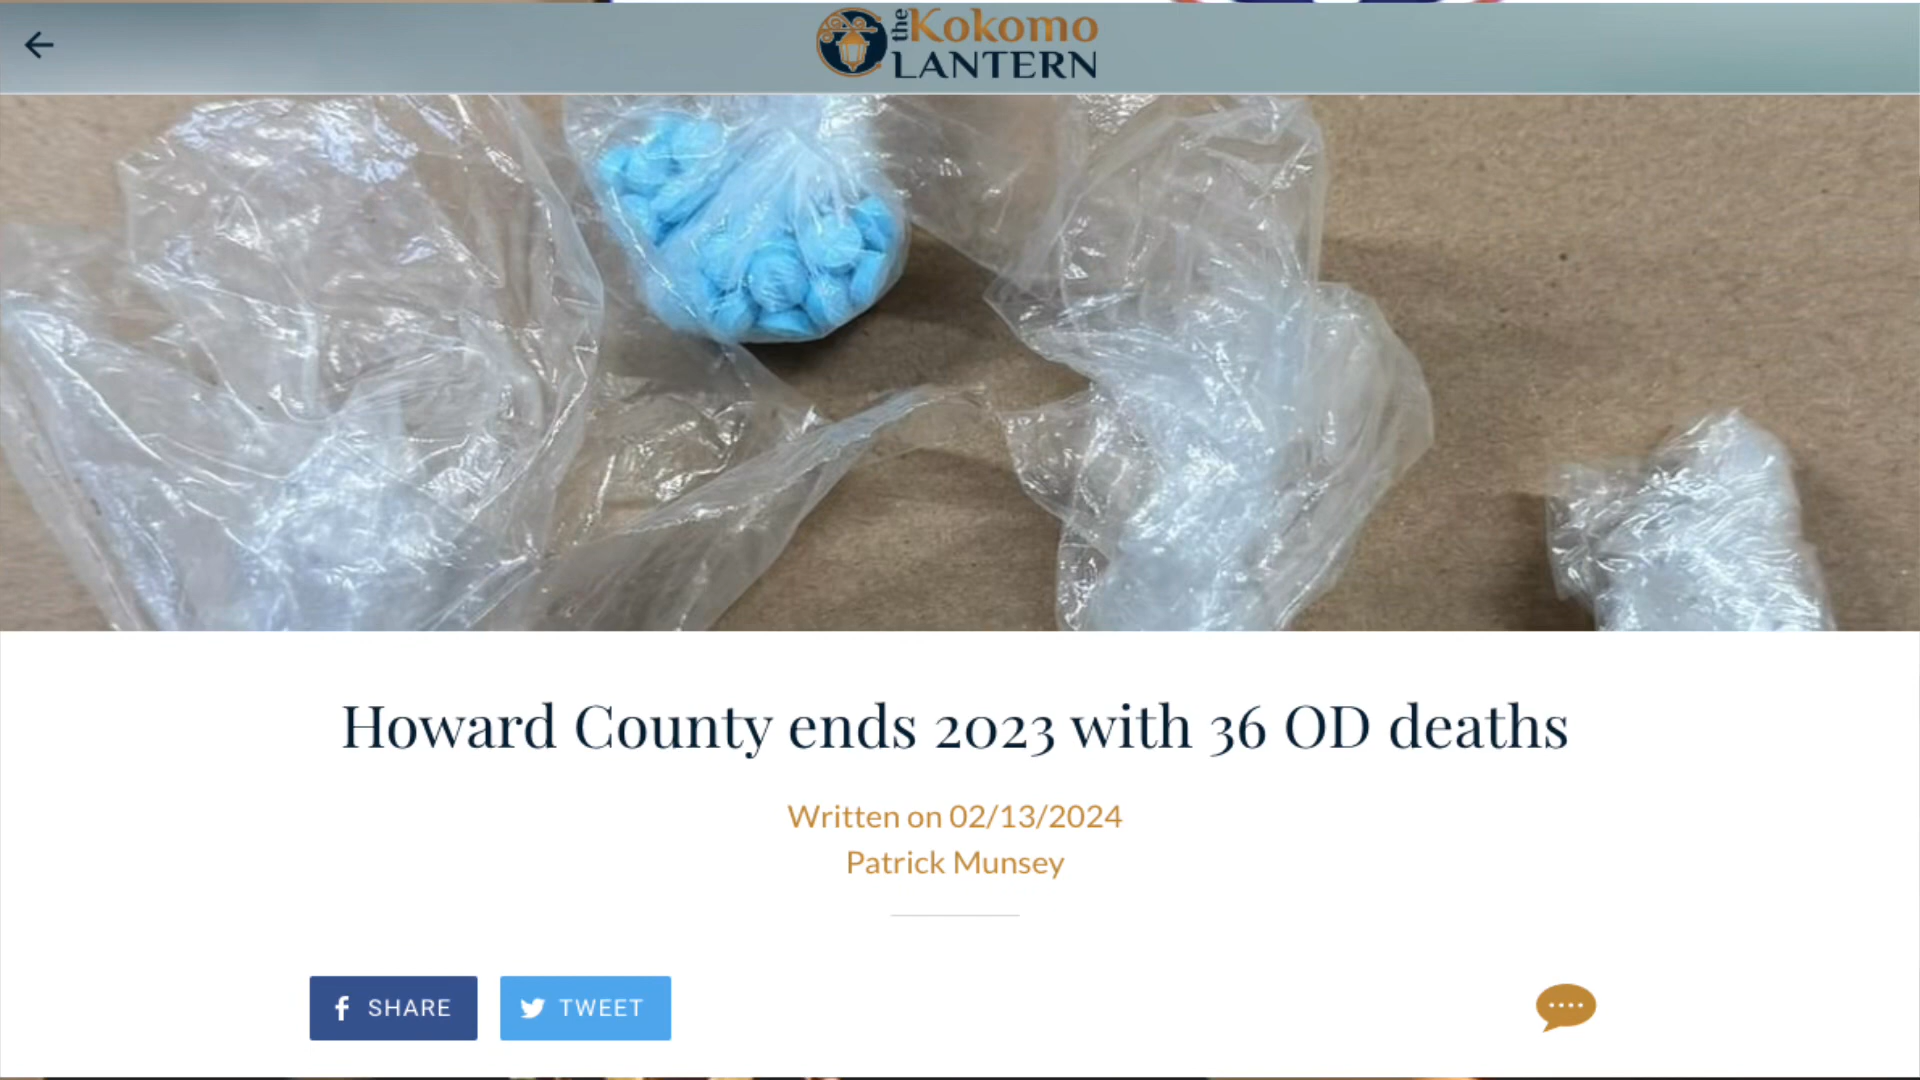 the Kokomo
LANTERN
Howard County ends 2023 with 36 OD deaths
Written on 02/13/2024
Patrick Munsey
SHARE
TWEET